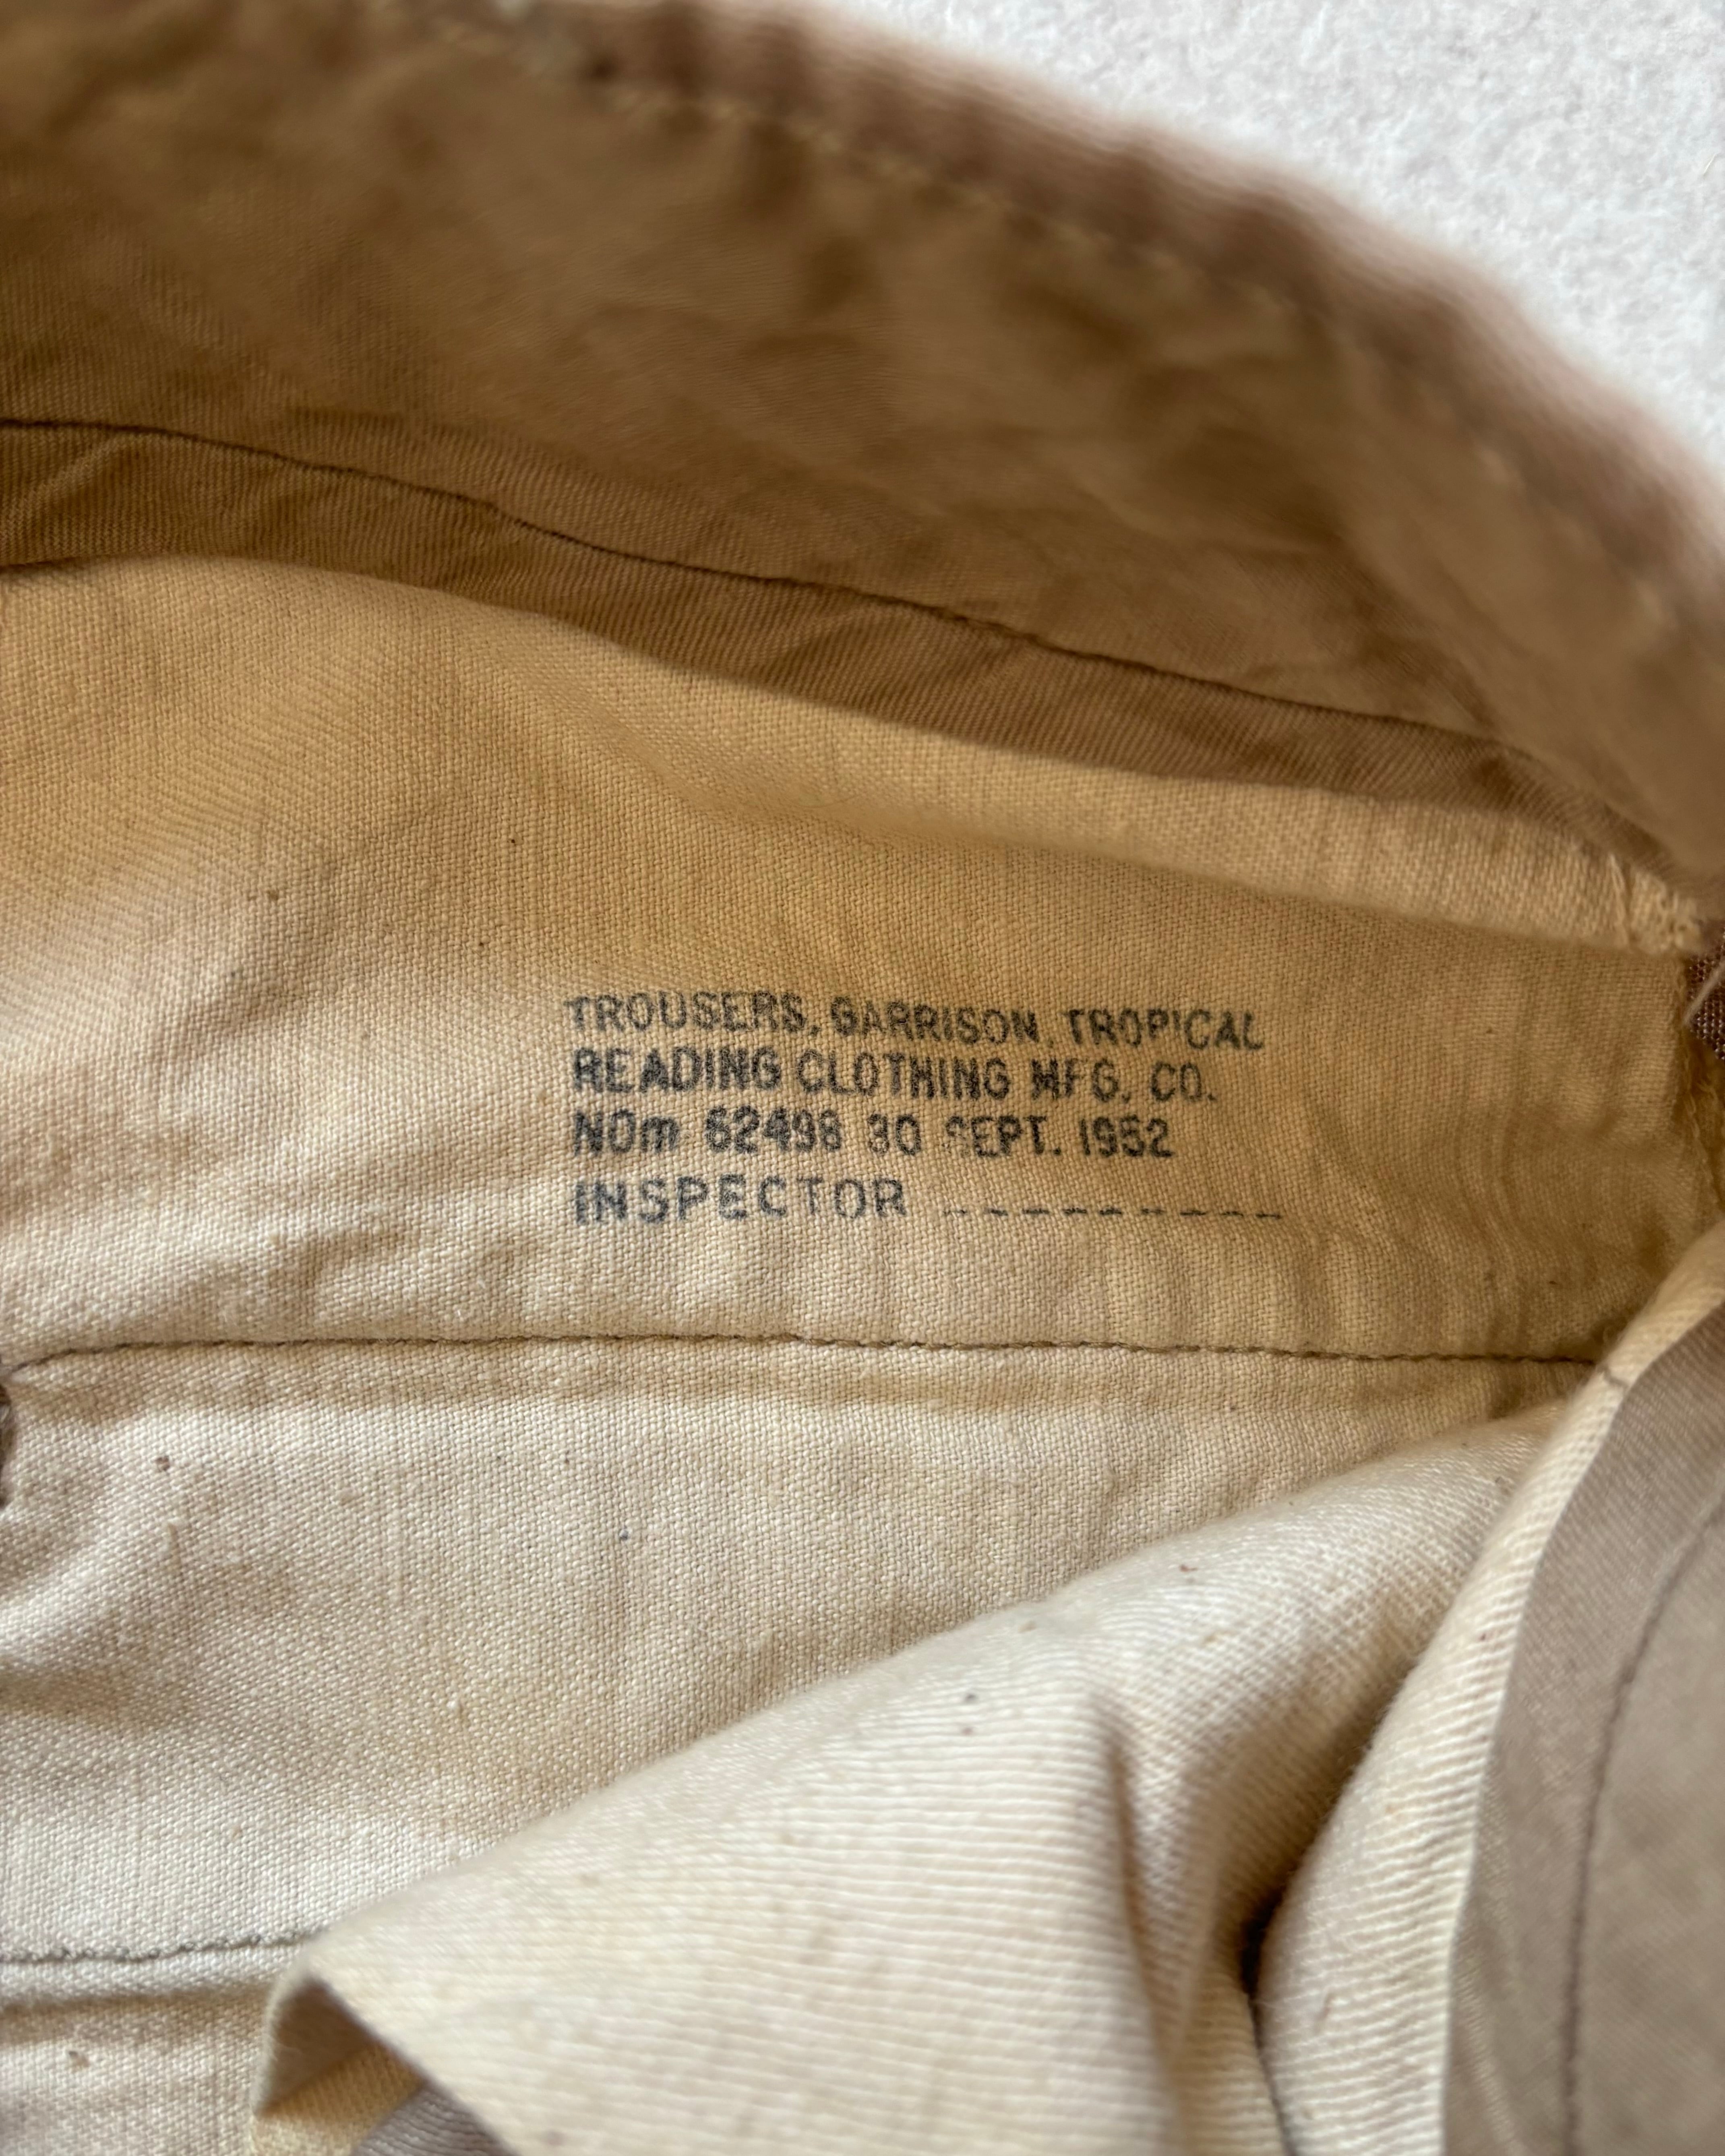 TROUSERS, GARRISON, TROPICAL
READING CLOTHING MFG. CO.
NOm 62498 30 SEPT. 1952
INSPECTOR _ _ _ _ _ _ _ _ _ _